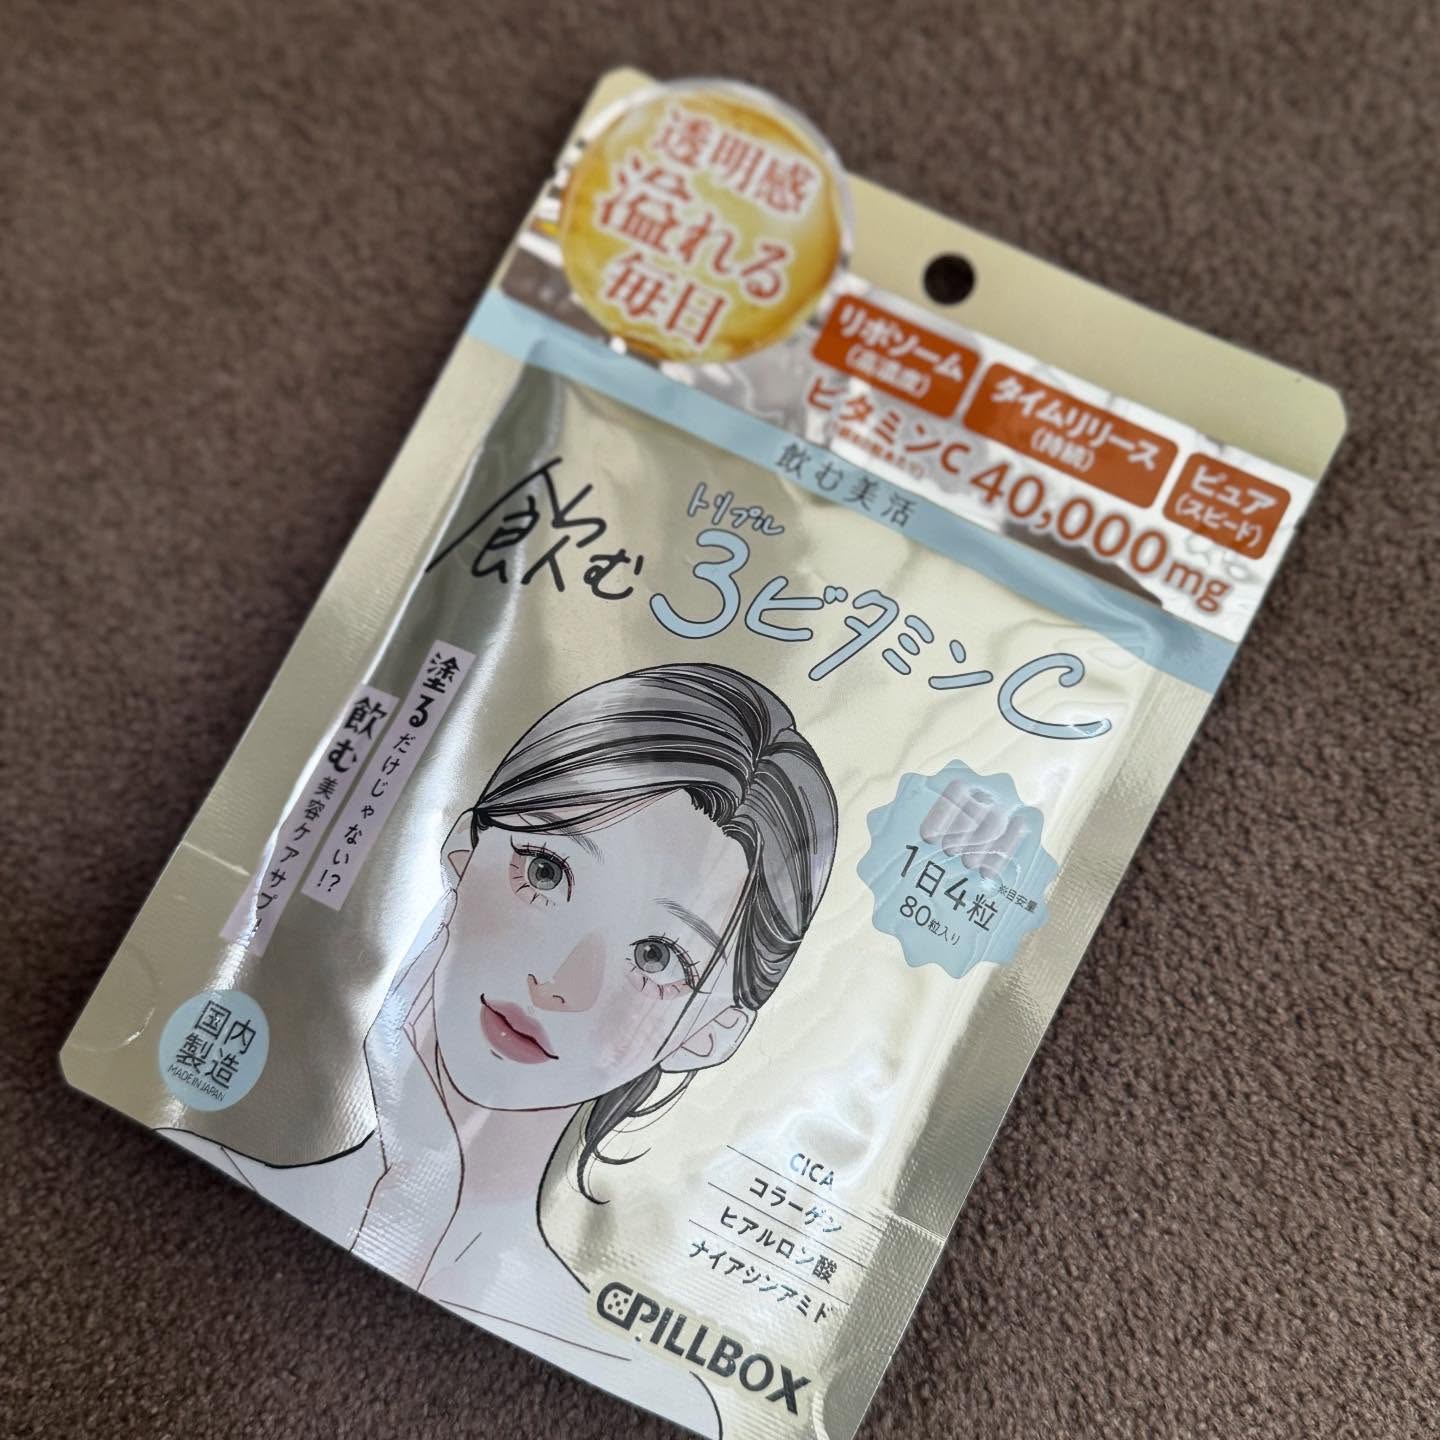 透明感
溢れる
毎日
リポソーム
(高濃度)
タイムリリース
(持続)
ピュア
(スピード)
ビタミンC 40,000mg
飲む美活
トリプル
飲む3ビタミンC
塗るだけじゃない!?
飲む美容ケアサプリ
1日4粒
※目安量
80粒入り
国内
製造
MADE IN JAPAN
CICA
コラーゲン
ヒアルロン酸
ナイアシンアミド
PILLBOX